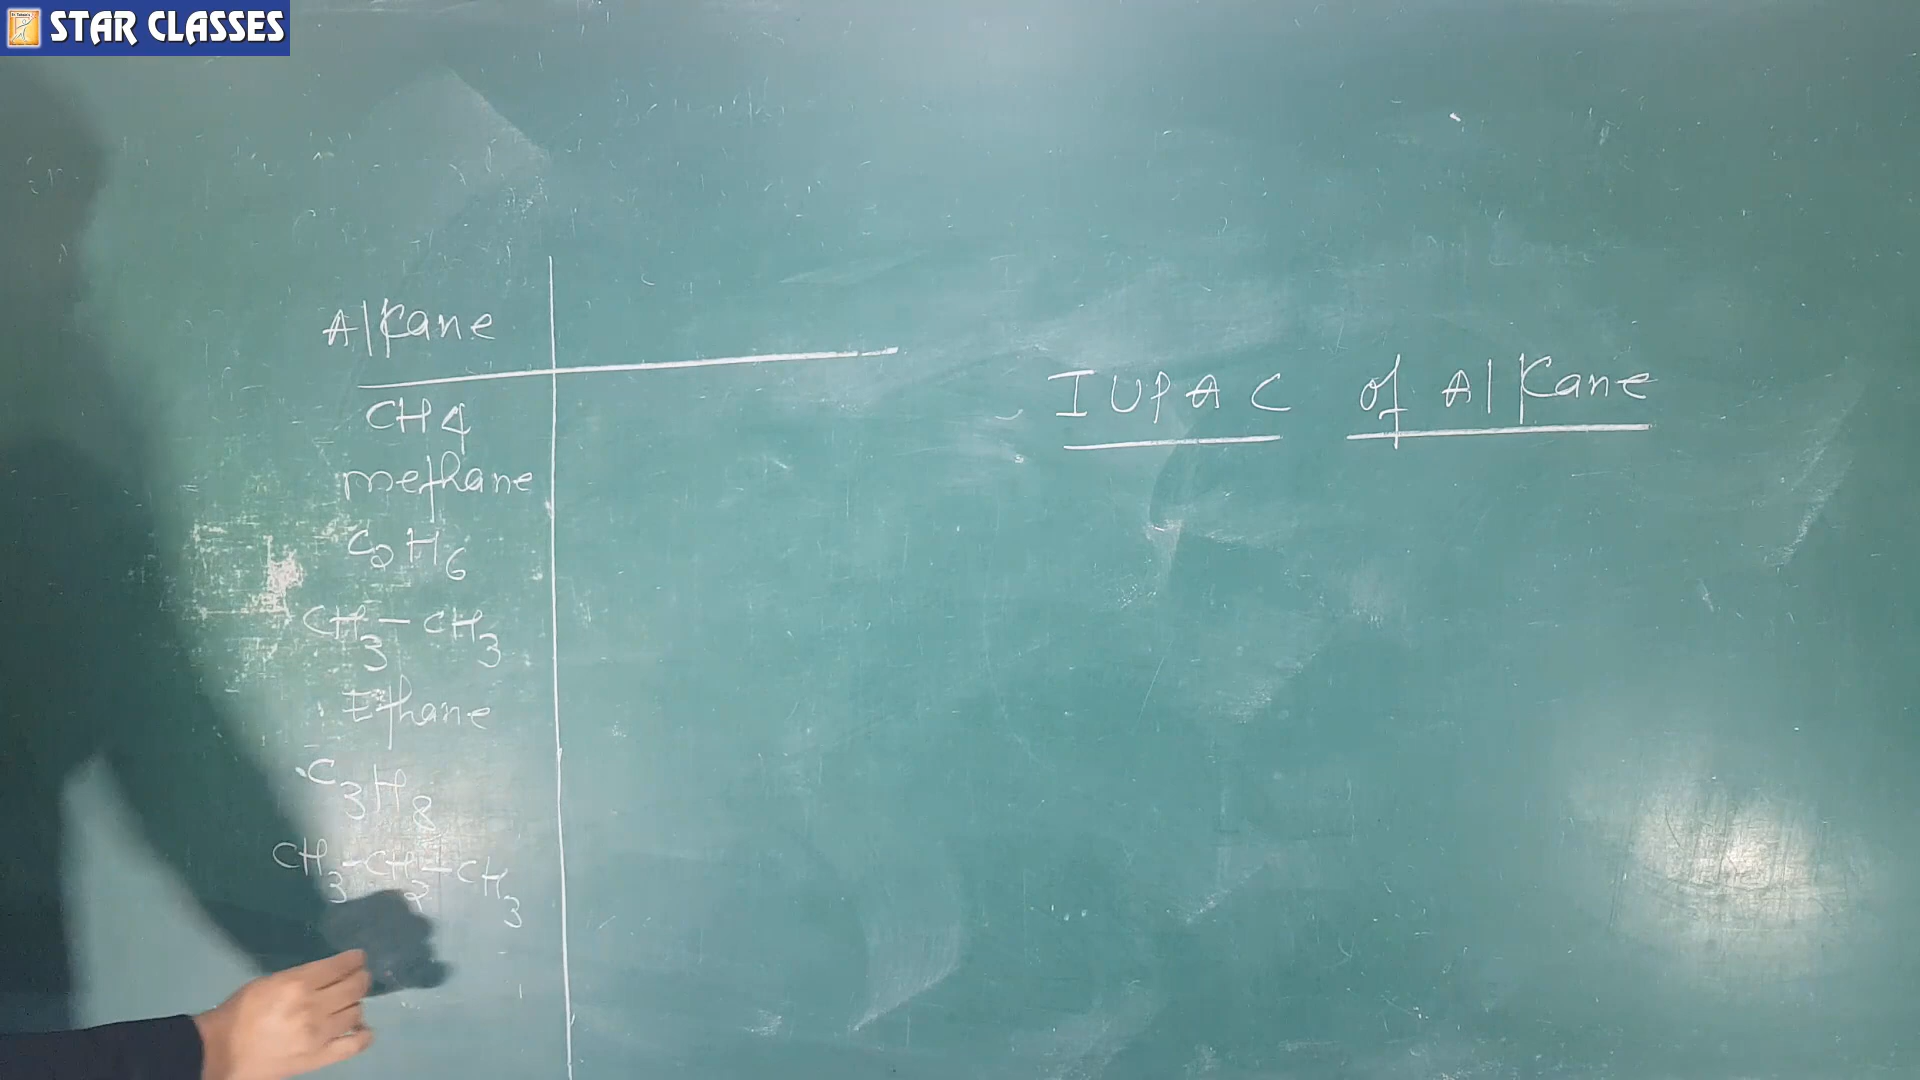 STAR CLASSES
Alkane
CH4
methane
C2H6
CH3-CH3
Ethane
C3H8
CH3-CH2-CH3
IUPAC of Alkane